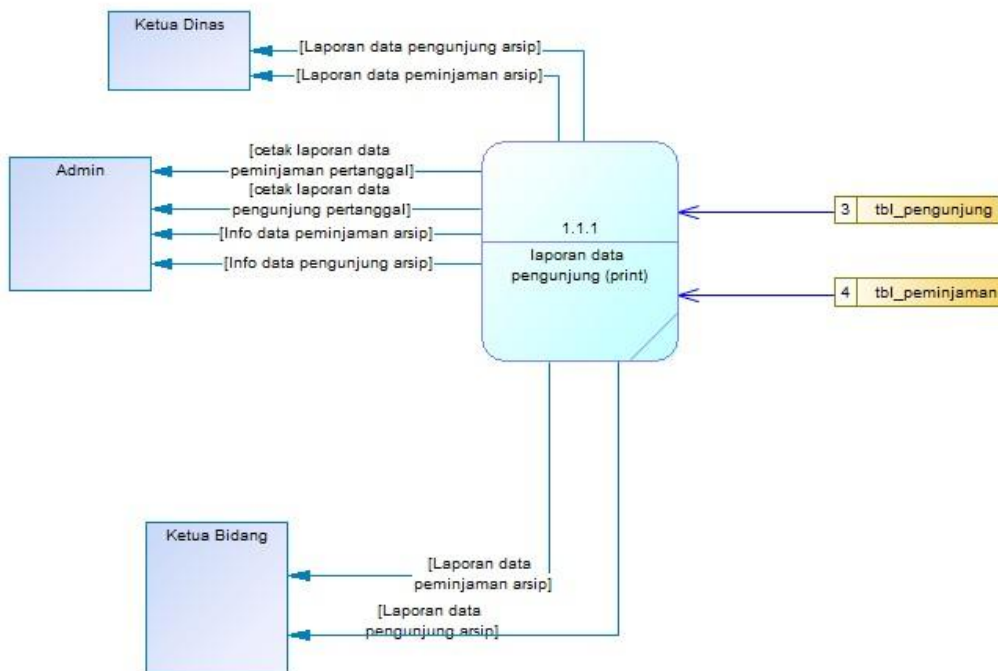 Ketua Dinas
[Laporan data pengunjung arsip]
[Laporan data peminjaman arsip]
Admin
[cetak laporan data
peminjaman pertanggal]
[cetak laporan data
pengunjung pertanggal]
[Info data peminjaman arsip]
[Info data pengunjung arsip]
1.1.1
laporan data
pengunjung (print)
3 tbl_pengunjung
4 tbl_peminjaman
Ketua Bidang
[Laporan data
peminjaman arsip]
[Laporan data
pengunjung arsip]